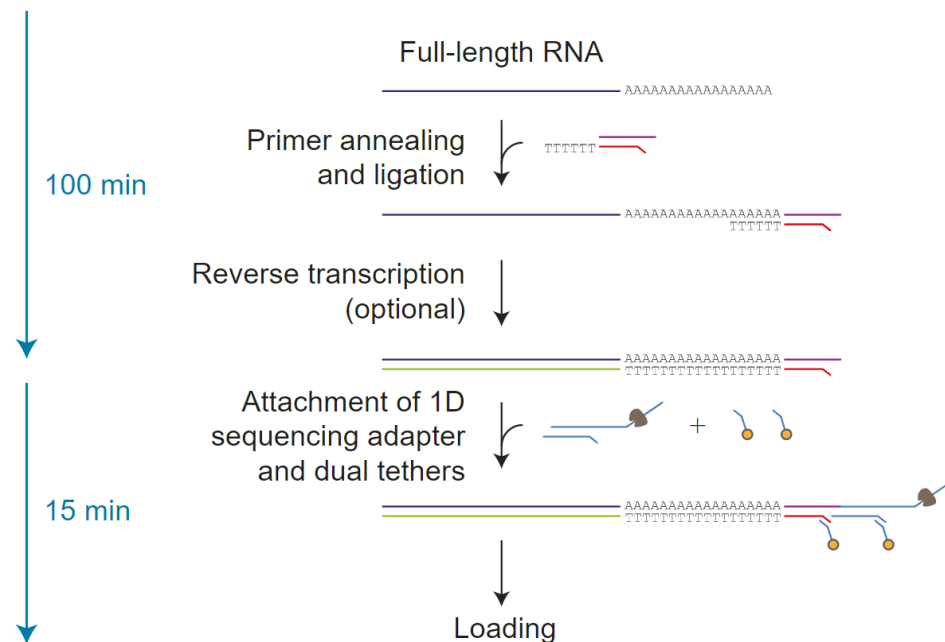 Full-length RNA
AAAAAAAAAAAAAAAAA
Primer annealing
and ligation
TTTTTT
100 min
AAAAAAAAAAAAAAAAAA
TTTTTT
Reverse transcription
(optional)
AAAAAAAAAAAAAAAAAA
TTTTTTTTTTTTTTTTTT
Attachment of 1D
sequencing adapter
and dual tethers
+
15 min
AAAAAAAAAAAAAAAAAA
TTTTTTTTTTTTTTTTTT
Loading